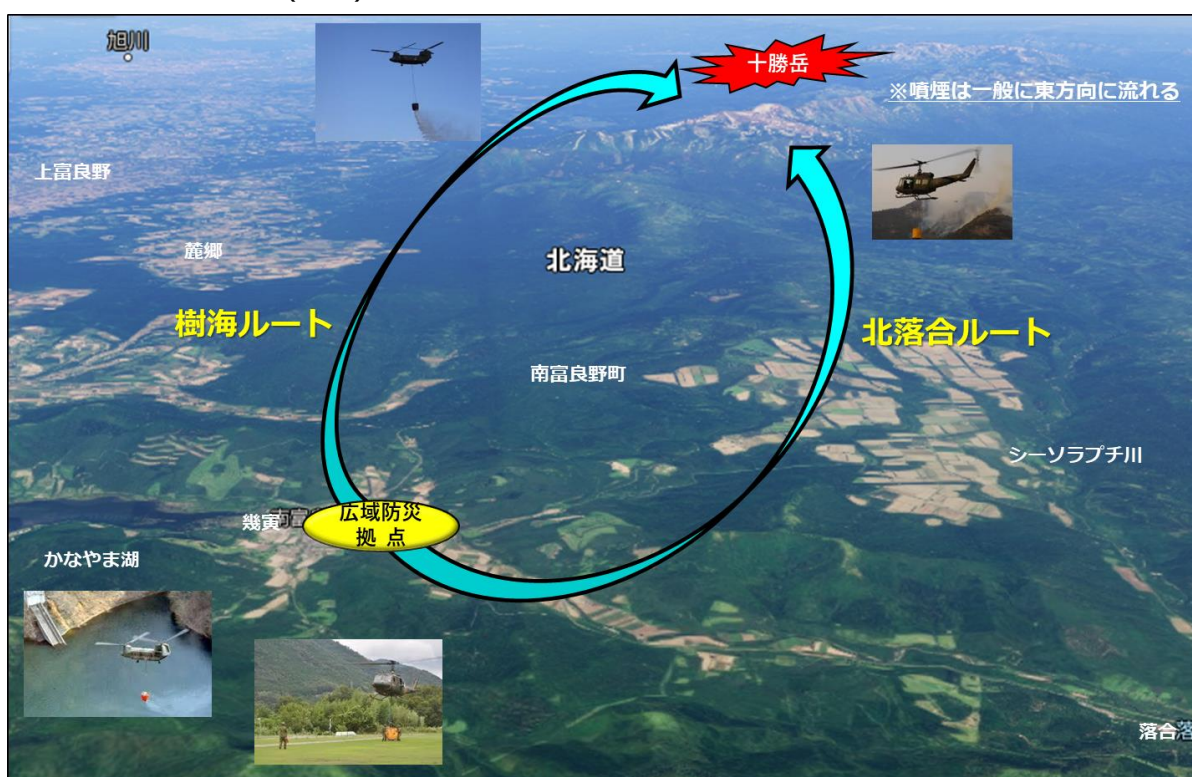 旭川
十勝岳
※噴煙は一般に東方向に流れる
上富良野
麓郷
北海道
樹海ルート
北落合ルート
南富良野町
シーソラプチ川
広域防災
拠点
幾寅
かなやま湖
落合